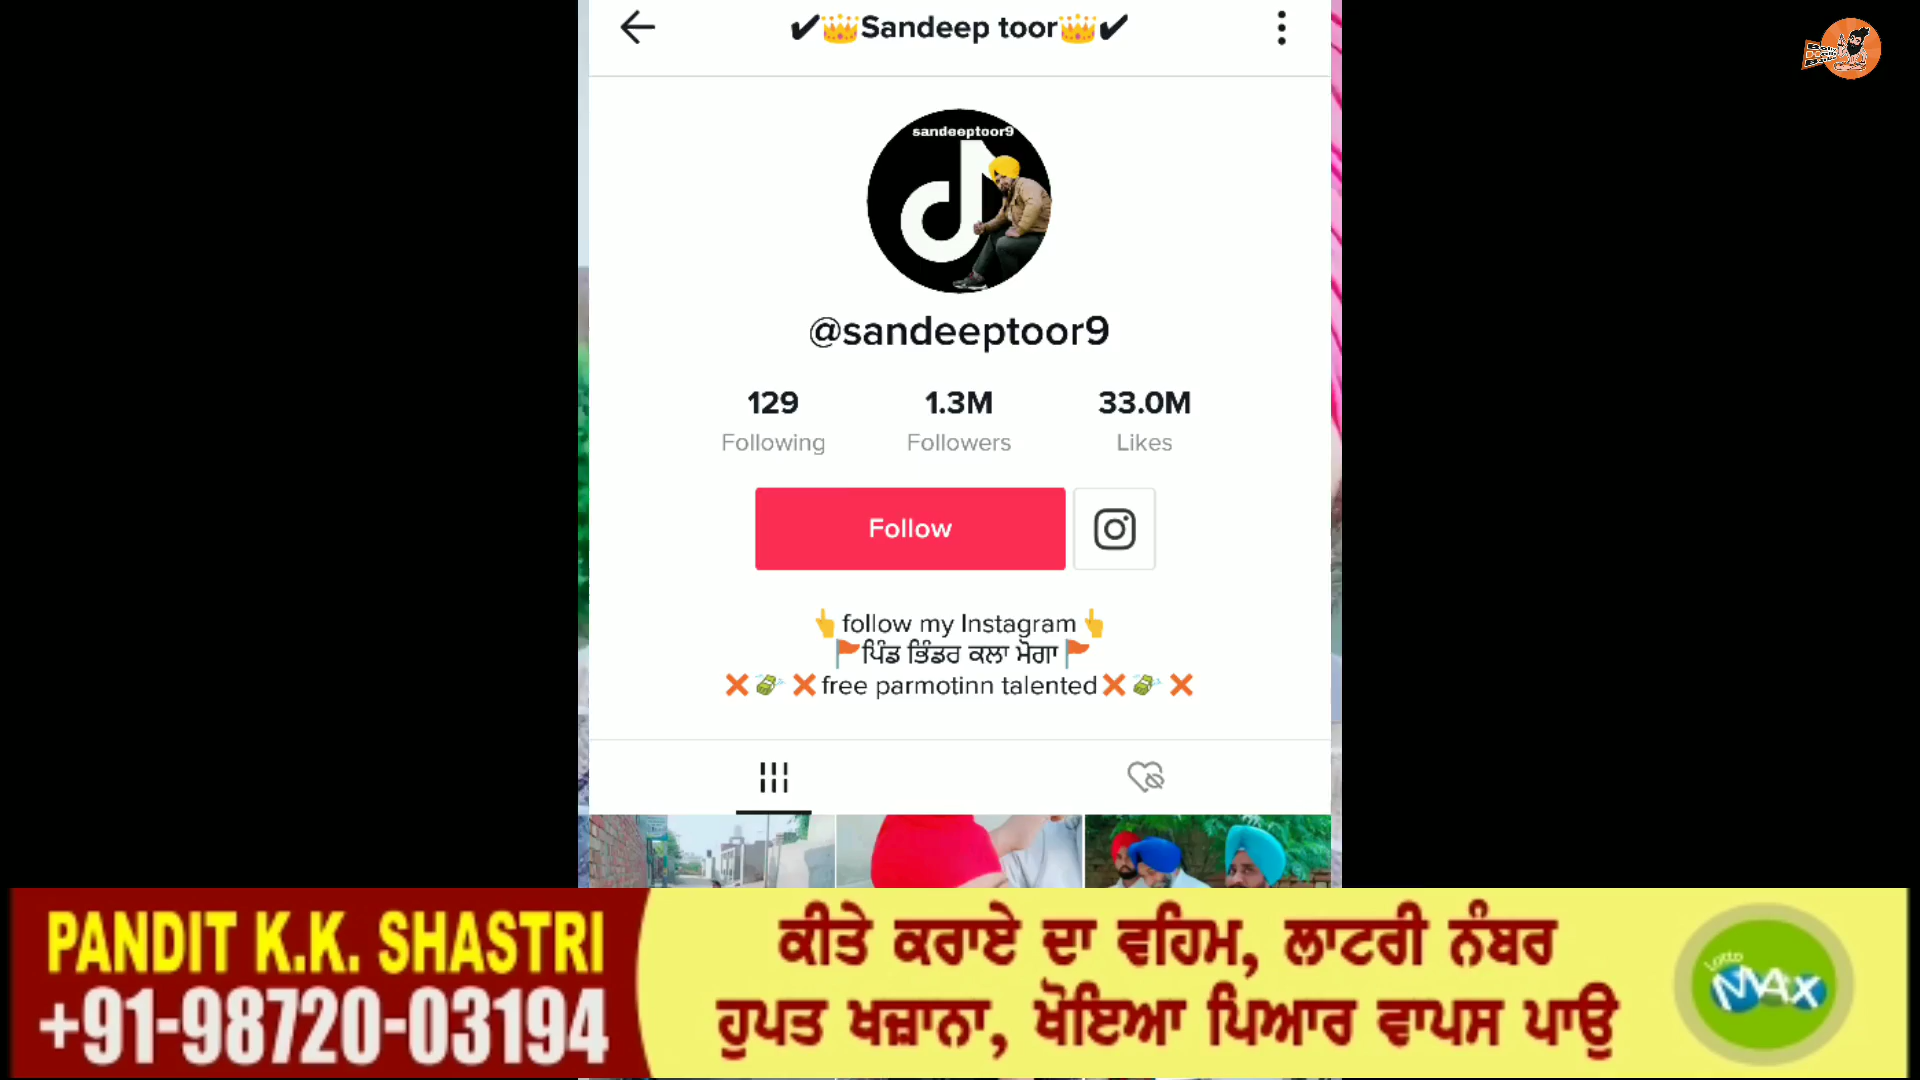 ✔👑Sandeep toor👑✔
sandeeptoor9
@sandeeptoor9
129 1.3M 33.0M
Following Followers Likes
Follow
👆follow my Instagram👆
🚩ਪਿੰਡ ਭਿੰਡਰ ਕਲਾ ਮੋਗਾ🚩
❌💸❌free parmotinn talented❌💸❌
PANDIT K.K. SHASTRI
+91-98720-03194
ਕੀਤੇ ਕਰਾਏ ਦਾ ਵਹਿਮ, ਲਾਟਰੀ ਨੰਬਰ
ਹੁਪਤ ਖਜ਼ਾਨਾ, ਖੋਇਆ ਪਿਆਰ ਵਾਪਸ ਪਾਉ
Lotto
MAX